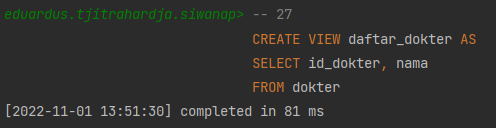 eduardus.tjitrahardja.siwanap> -- 27
CREATE VIEW daftar_dokter AS
SELECT id_dokter, nama
FROM dokter
[2022-11-01 13:51:30] completed in 81 ms